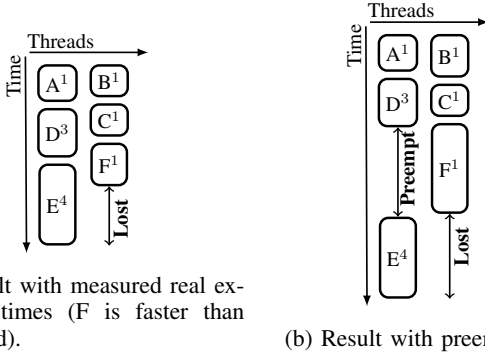 Threads
Time
A¹ B¹
D³ C¹
F¹
E⁴
Lost
lt with measured real ex-
times (F is faster than
d).
Threads
Time
A¹ B¹
D³ C¹
Preempt F¹
E⁴ Lost
(b) Result with preem